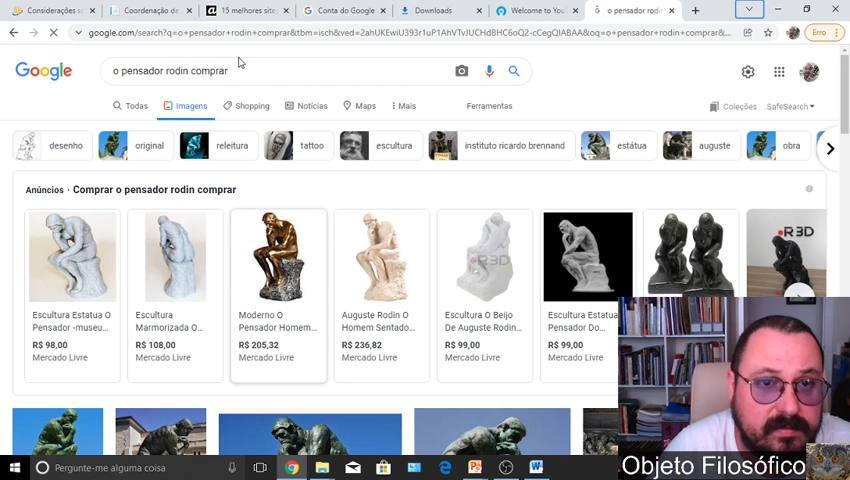 Considerações s
Coordenação de
15 melhores site
Conta do Google
Downloads
Welcome to You
o pensador rodi
google.com/search?q=o+pensador+rodin+comprar&tbm=isch&ved=2ahUKEwiU393r1uP1AhVTvJUCHdBHC6oQ2-cCegQIABAA&oq=o+pensador+rodin+comprar&...
Erro
Google
o pensador rodin comprar
Todas Imagens Shopping Notícias Maps Mais Ferramentas Coleções SafeSearch
desenho original releitura tattoo escultura instituto ricardo brennand estátua auguste obra
Anúncios · Comprar o pensador rodin comprar
R3D
R3D
Escultura Estatua O
Pensador -museu...
R$ 98,00
Mercado Livre
Escultura
Marmorizada O...
R$ 108,00
Mercado Livre
Moderno O
Pensador Homem...
R$ 205,32
Mercado Livre
Auguste Rodin O
Homem Sentado...
R$ 236,82
Mercado Livre
Escultura O Beijo
De Auguste Rodin...
R$ 99,00
Mercado Livre
Escultura Estatua
Pensador Do...
R$ 99,00
Mercado Livre
Pergunte-me alguma coisa
Objeto Filosófico